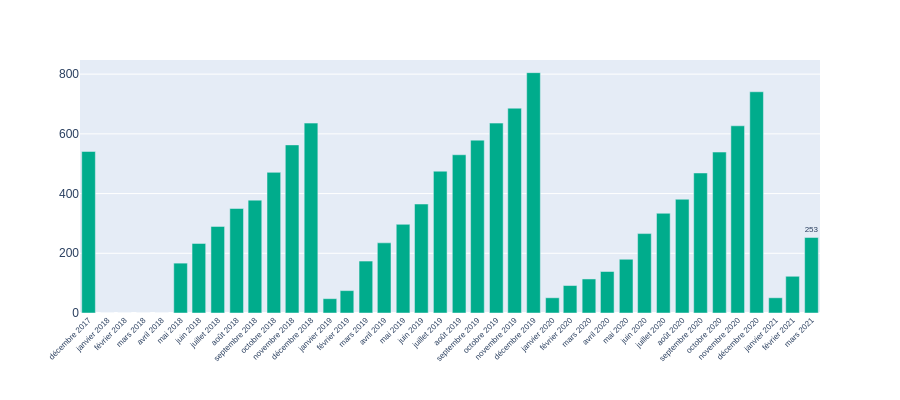 800
600
400
200
0
253
décembre 2017
janvier 2018
février 2018
mars 2018
avril 2018
mai 2018
juin 2018
juillet 2018
août 2018
septembre 2018
octobre 2018
novembre 2018
décembre 2018
janvier 2019
février 2019
mars 2019
avril 2019
mai 2019
juin 2019
juillet 2019
août 2019
septembre 2019
octobre 2019
novembre 2019
décembre 2019
janvier 2020
février 2020
mars 2020
avril 2020
mai 2020
juin 2020
juillet 2020
août 2020
septembre 2020
octobre 2020
novembre 2020
décembre 2020
janvier 2021
février 2021
mars 2021